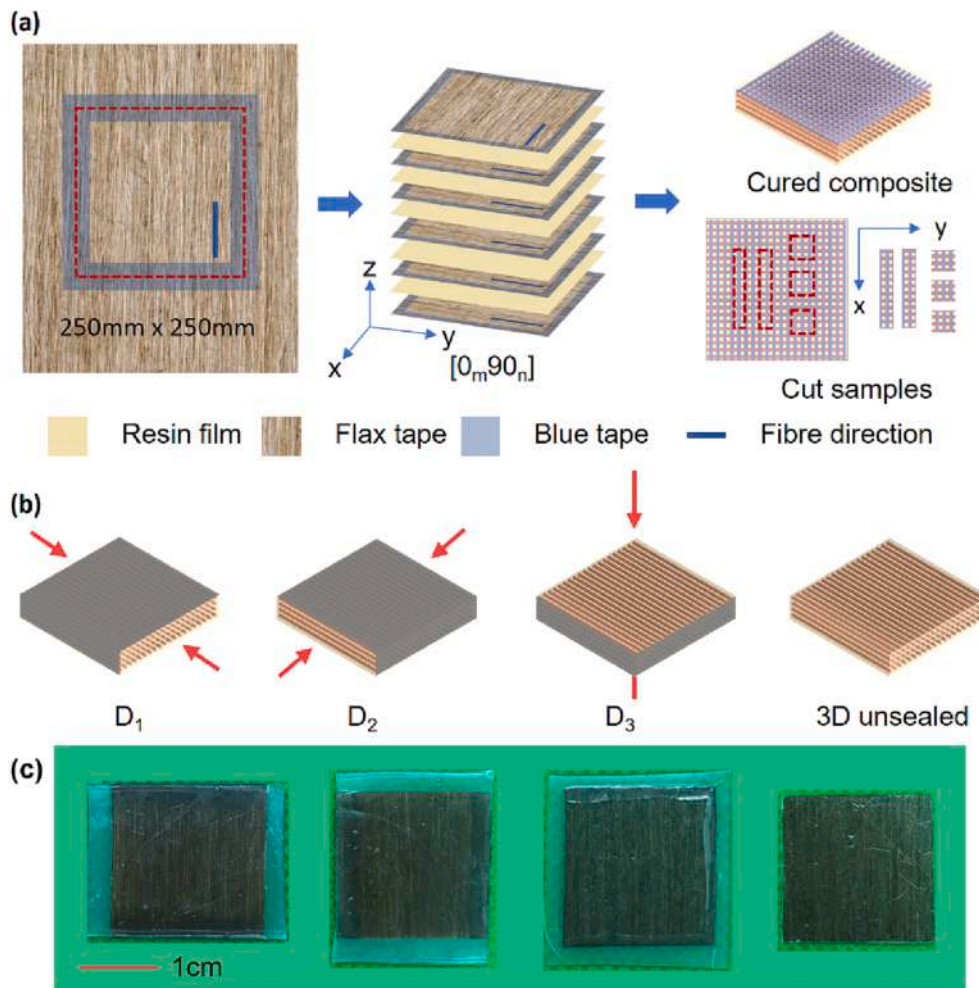 (a)
250mm x 250mm
z
y
x
[0ₘ90ₙ]
Cured composite
y
x
Cut samples
Resin film
Flax tape
Blue tape
Fibre direction
(b)
D₁
D₂
D₃
3D unsealed
(c)
1cm